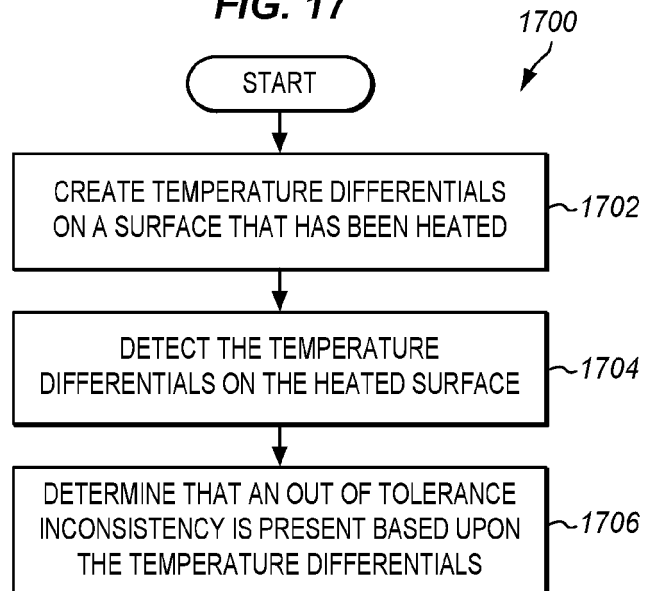 FIG. 17
1700
START
CREATE TEMPERATURE DIFFERENTIALS
ON A SURFACE THAT HAS BEEN HEATED
1702
DETECT THE TEMPERATURE
DIFFERENTIALS ON THE HEATED SURFACE
1704
DETERMINE THAT AN OUT OF TOLERANCE
INCONSISTENCY IS PRESENT BASED UPON
THE TEMPERATURE DIFFERENTIALS
1706